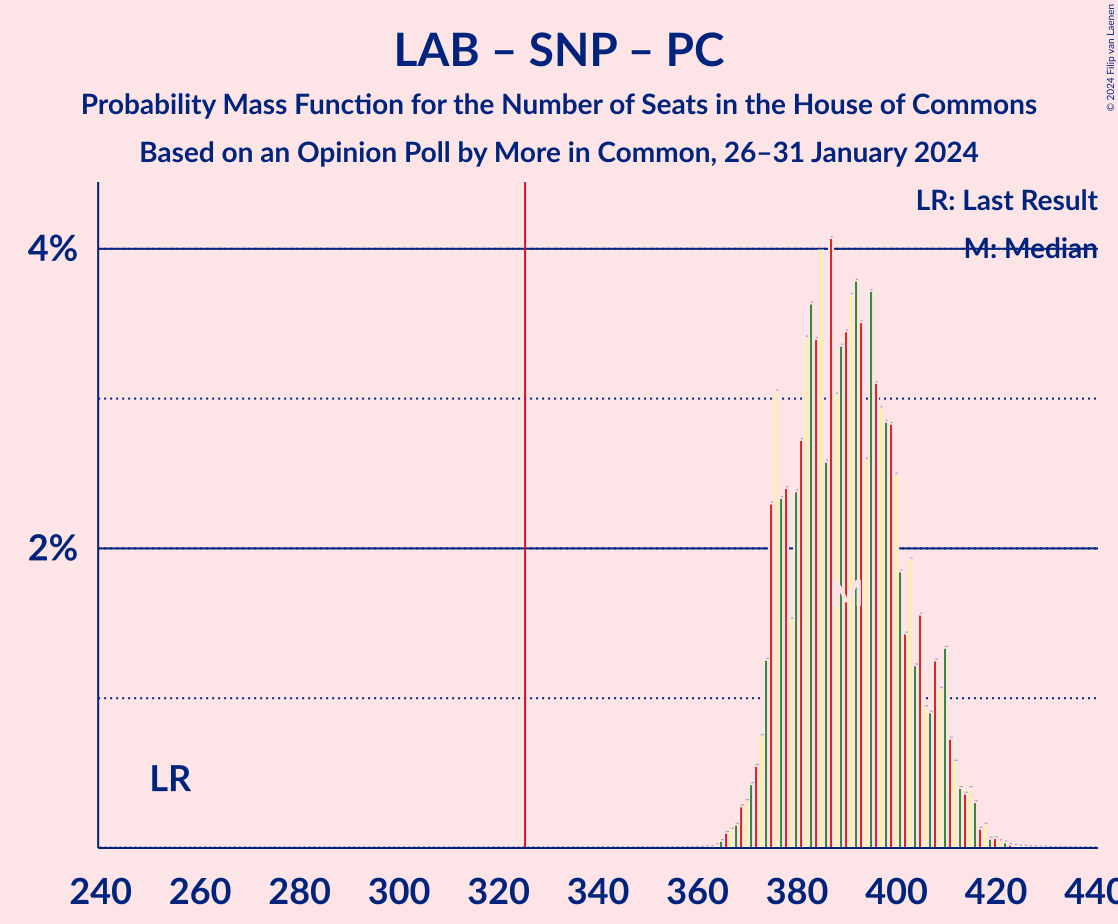 © 2024 Filip van Laenen
LAB – SNP – PC
Probability Mass Function for the Number of Seats in the House of Commons
Based on an Opinion Poll by More in Common, 26–31 January 2024
LR: Last Result
M: Median
4%
2%
M
LR
240 260 280 300 320 340 360 380 400 420 440